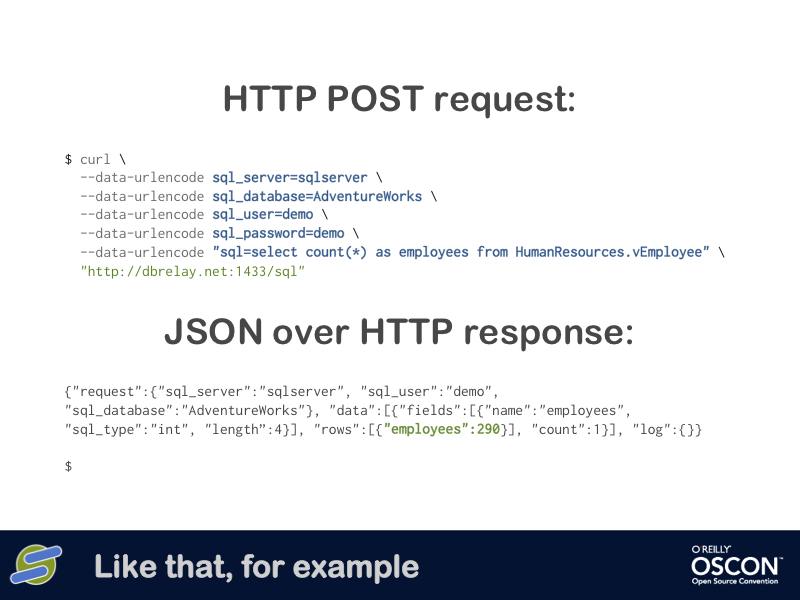 HTTP POST request:
$ curl \
--data-urlencode sql_server=sqlserver \
--data-urlencode sql_database=AdventureWorks \
--data-urlencode sql_user=demo \
--data-urlencode sql_password=demo \
--data-urlencode "sql=select count(*) as employees from HumanResources.vEmployee" \
"http://dbrelay.net:1433/sql"
JSON over HTTP response:
{"request":{"sql_server":"sqlserver", "sql_user":"demo",
"sql_database":"AdventureWorks"}, "data":[{"fields":[{"name":"employees",
"sql_type":"int", "length”:4}], "rows":[{"employees":290}], "count":1}], "log":{}}
$
Like that, for example
O'REILLY
OSCON™
Open Source Convention